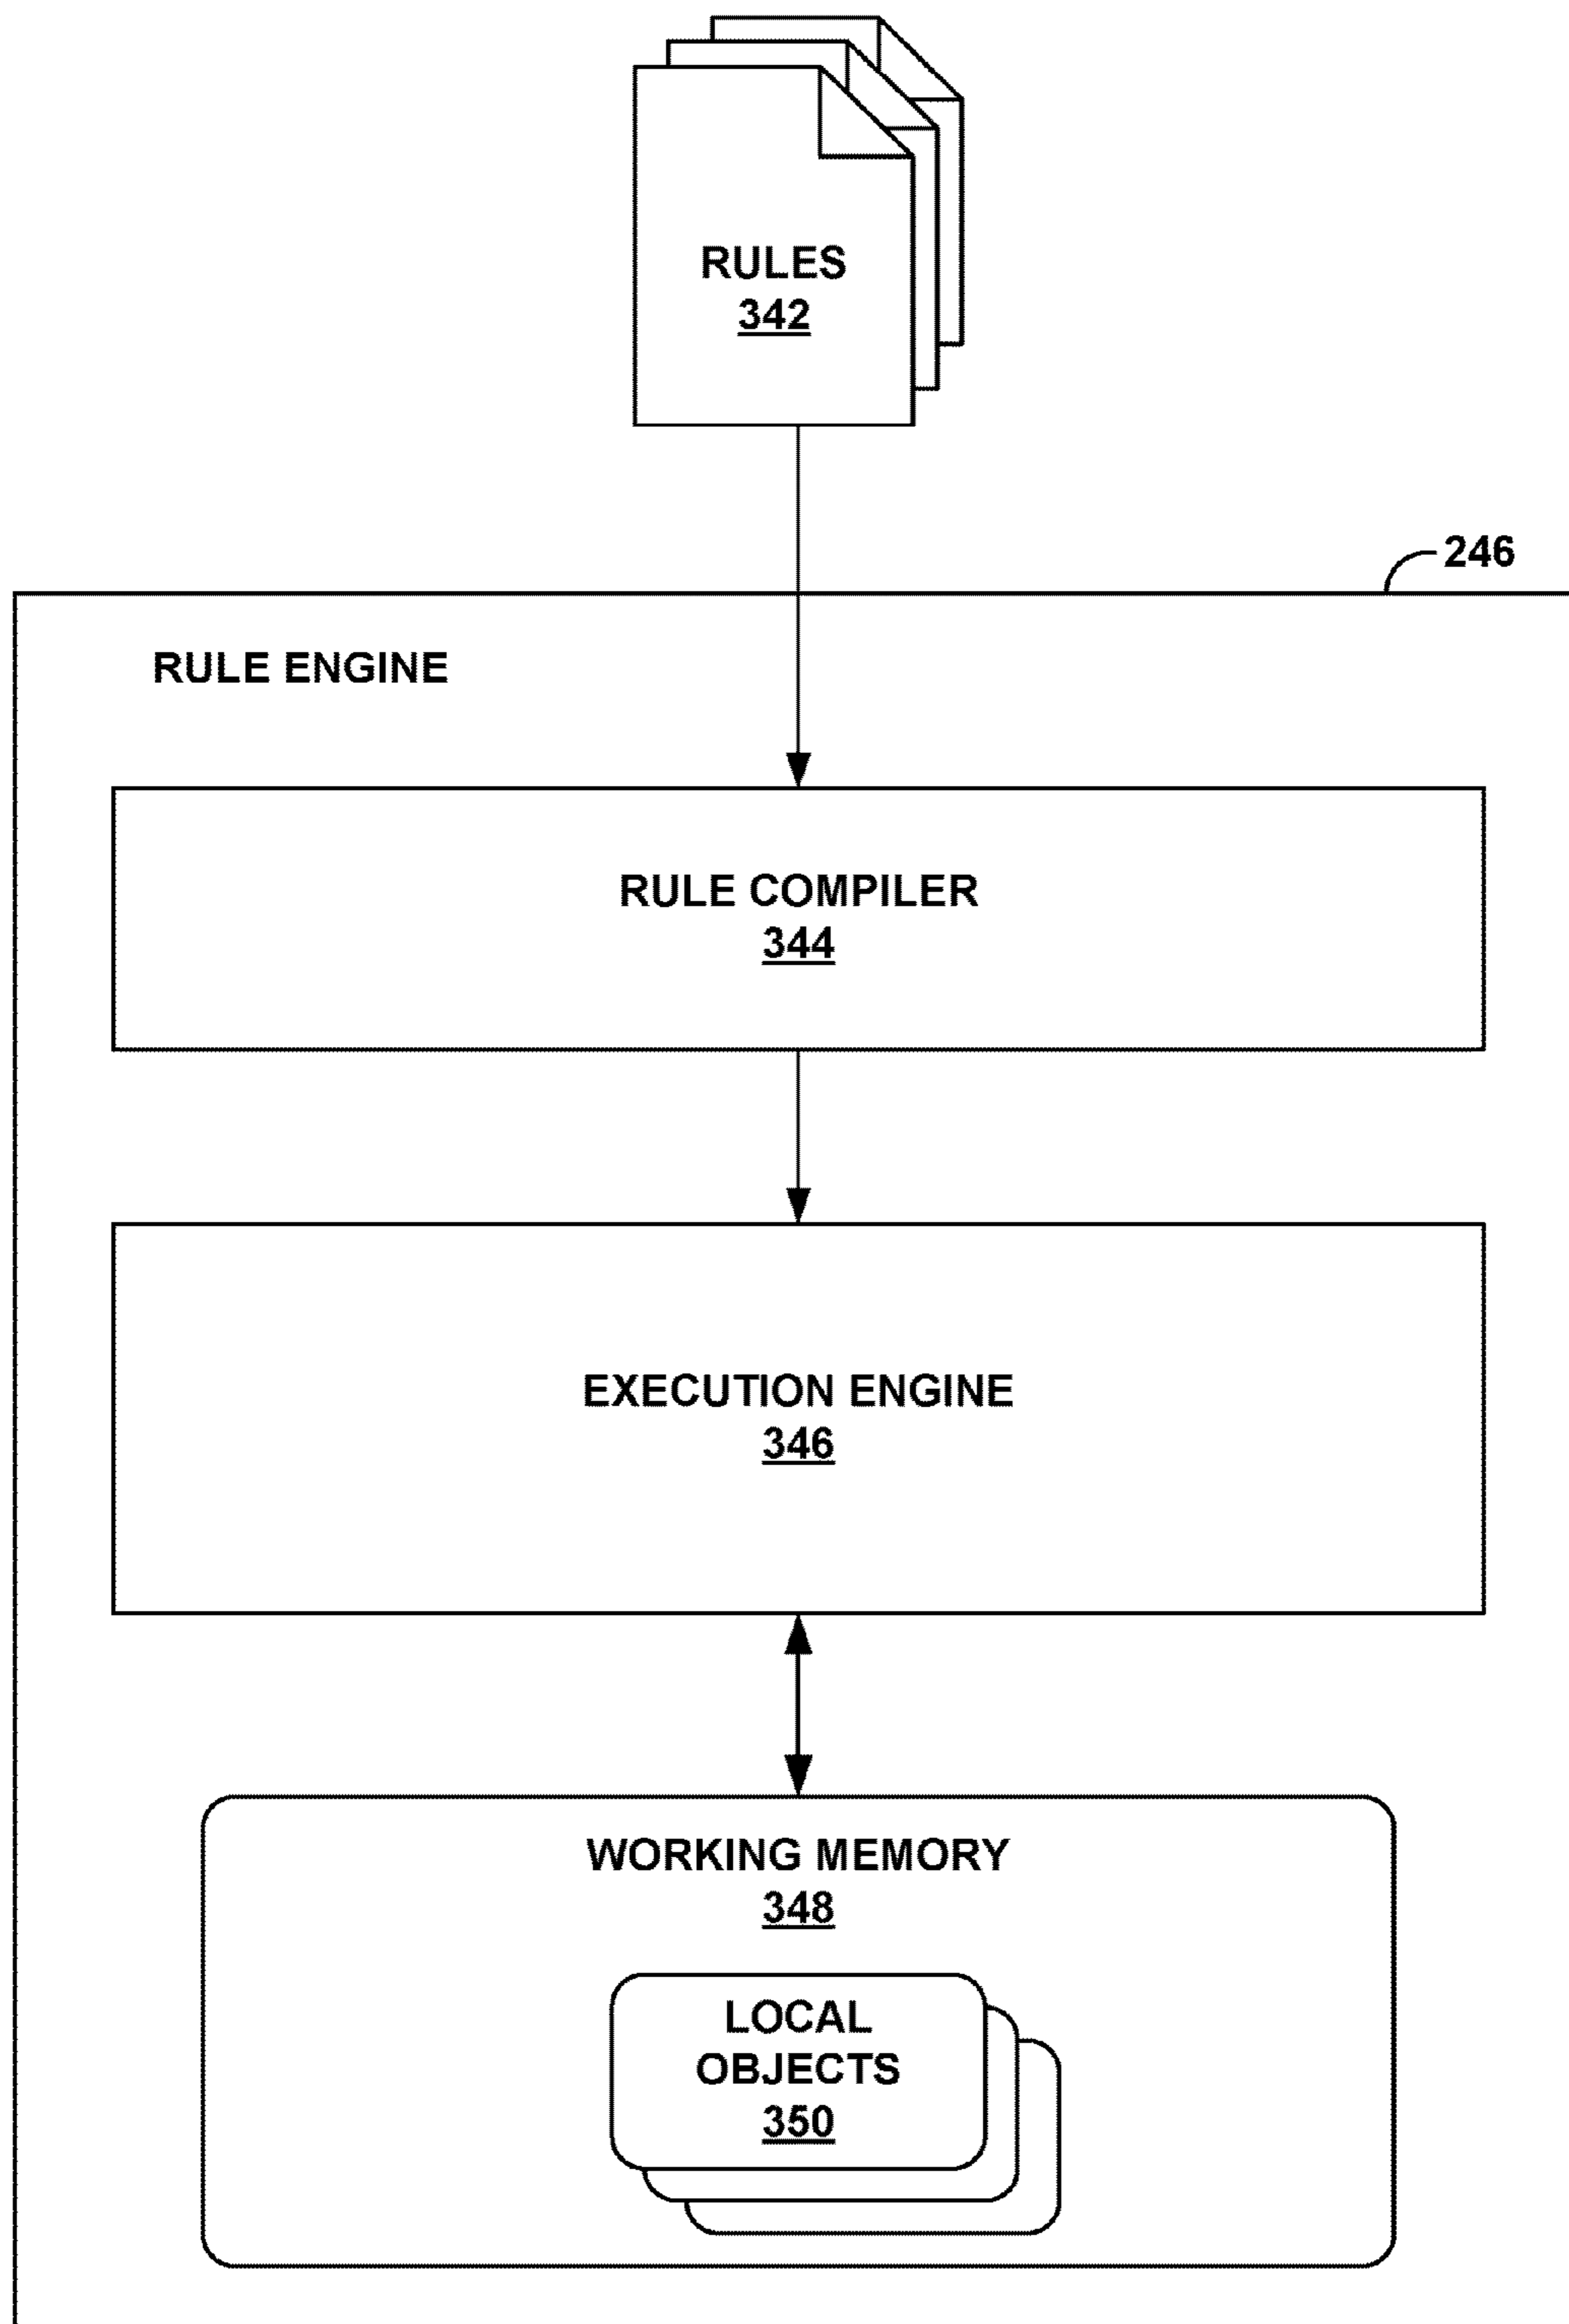 RULES
342
246
RULE ENGINE
RULE COMPILER
344
EXECUTION ENGINE
346
WORKING MEMORY
348
LOCAL
OBJECTS
350